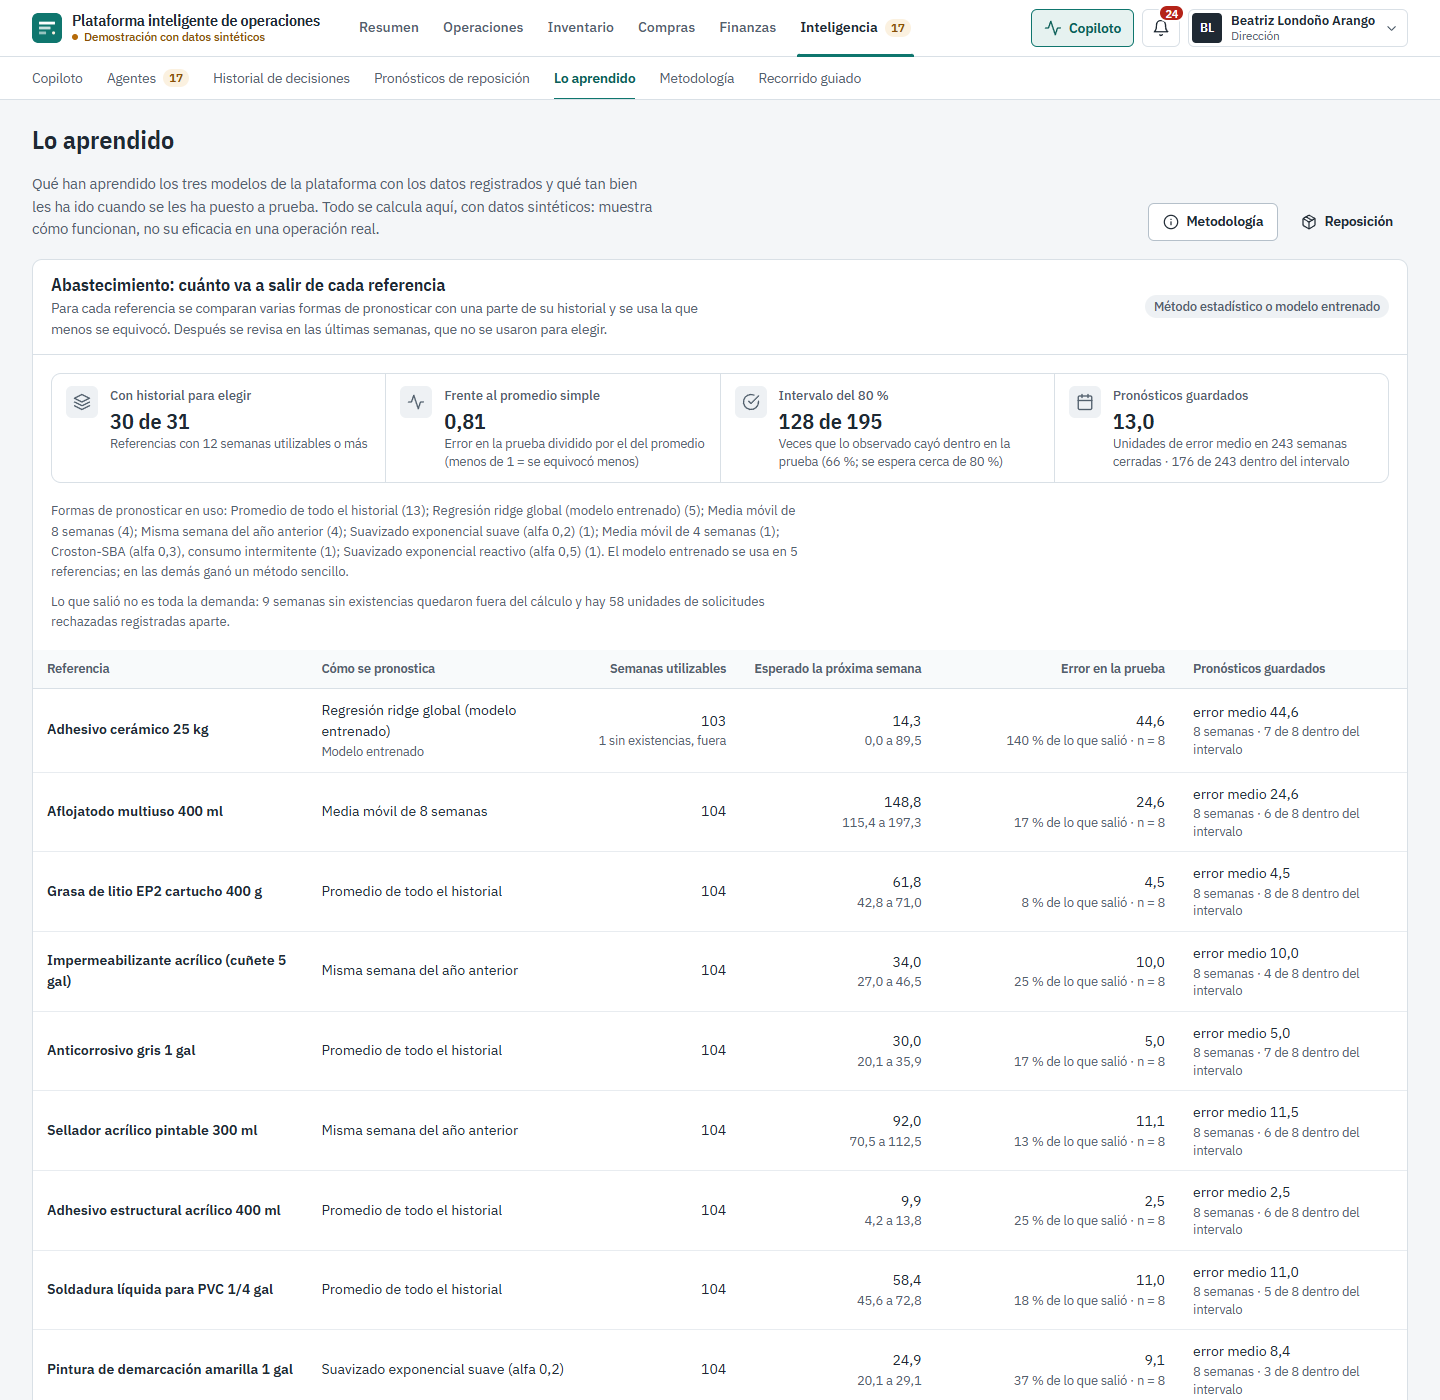 Plataforma inteligente de operaciones
Demostración con datos sintéticos
Resumen
Operaciones
Inventario
Compras
Finanzas
Inteligencia 17
Copiloto
24
BL
Beatriz Londoño Arango
Dirección
Copiloto
Agentes 17
Historial de decisiones
Pronósticos de reposición
Lo aprendido
Metodología
Recorrido guiado
Lo aprendido
Qué han aprendido los tres modelos de la plataforma con los datos registrados y qué tan bien
les ha ido cuando se les ha puesto a prueba. Todo se calcula aquí, con datos sintéticos: muestra
cómo funcionan, no su eficacia en una operación real.
Metodología
Reposición
Abastecimiento: cuánto va a salir de cada referencia
Para cada referencia se comparan varias formas de pronosticar con una parte de su historial y se usa la que
menos se equivocó. Después se revisa en las últimas semanas, que no se usaron para elegir.
Método estadístico o modelo entrenado
Con historial para elegir
30 de 31
Referencias con 12 semanas utilizables o más
Frente al promedio simple
0,81
Error en la prueba dividido por el del promedio
(menos de 1 = se equivocó menos)
Intervalo del 80 %
128 de 195
Veces que lo observado cayó dentro en la
prueba (66 %; se espera cerca de 80 %)
Pronósticos guardados
13,0
Unidades de error medio en 243 semanas
cerradas · 176 de 243 dentro del intervalo
Formas de pronosticar en uso: Promedio de todo el historial (13); Regresión ridge global (modelo entrenado) (5); Media móvil de
8 semanas (4); Misma semana del año anterior (4); Suavizado exponencial suave (alfa 0,2) (1); Media móvil de 4 semanas (1);
Croston-SBA (alfa 0,3), consumo intermitente (1); Suavizado exponencial reactivo (alfa 0,5) (1). El modelo entrenado se usa en 5
referencias; en las demás ganó un método sencillo.
Lo que salió no es toda la demanda: 9 semanas sin existencias quedaron fuera del cálculo y hay 58 unidades de solicitudes
rechazadas registradas aparte.
Referencia
Cómo se pronostica
Semanas utilizables
Esperado la próxima semana
Error en la prueba
Pronósticos guardados
Adhesivo cerámico 25 kg
Regresión ridge global (modelo
entrenado)
Modelo entrenado
103
1 sin existencias, fuera
14,3
0,0 a 89,5
44,6
140 % de lo que salió · n = 8
error medio 44,6
8 semanas · 7 de 8 dentro del
intervalo
Aflojatodo multiuso 400 ml
Media móvil de 8 semanas
104
148,8
115,4 a 197,3
24,6
17 % de lo que salió · n = 8
error medio 24,6
8 semanas · 6 de 8 dentro del
intervalo
Grasa de litio EP2 cartucho 400 g
Promedio de todo el historial
104
61,8
42,8 a 71,0
4,5
8 % de lo que salió · n = 8
error medio 4,5
8 semanas · 8 de 8 dentro del
intervalo
Impermeabilizante acrílico (cuñete 5
gal)
Misma semana del año anterior
104
34,0
27,0 a 46,5
10,0
25 % de lo que salió · n = 8
error medio 10,0
8 semanas · 4 de 8 dentro del
intervalo
Anticorrosivo gris 1 gal
Promedio de todo el historial
104
30,0
20,1 a 35,9
5,0
17 % de lo que salió · n = 8
error medio 5,0
8 semanas · 7 de 8 dentro del
intervalo
Sellador acrílico pintable 300 ml
Misma semana del año anterior
104
92,0
70,5 a 112,5
11,1
13 % de lo que salió · n = 8
error medio 11,5
8 semanas · 6 de 8 dentro del
intervalo
Adhesivo estructural acrílico 400 ml
Promedio de todo el historial
104
9,9
4,2 a 13,8
2,5
25 % de lo que salió · n = 8
error medio 2,5
8 semanas · 6 de 8 dentro del
intervalo
Soldadura líquida para PVC 1/4 gal
Promedio de todo el historial
104
58,4
45,6 a 72,8
11,0
18 % de lo que salió · n = 8
error medio 11,0
8 semanas · 5 de 8 dentro del
intervalo
Pintura de demarcación amarilla 1 gal
Suavizado exponencial suave (alfa 0,2)
104
24,9
20,1 a 29,1
9,1
37 % de lo que salió · n = 8
error medio 8,4
8 semanas · 3 de 8 dentro del
intervalo